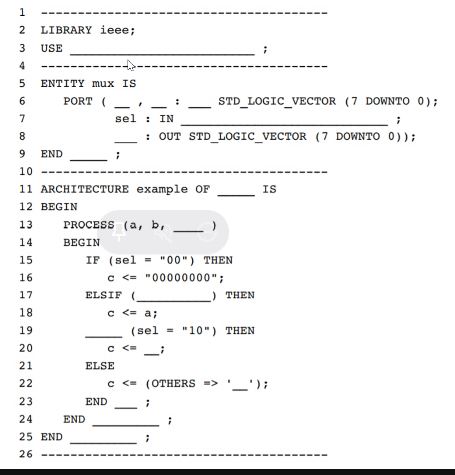 1 ------------------------------------
2 LIBRARY ieee;
3 USE _________________________ ;
4 ------------------------------------
5 ENTITY mux IS
6 PORT ( __ , __ : ___ STD_LOGIC_VECTOR (7 DOWNTO 0);
7 sel : IN ____________________________ ;
8 ___ : OUT STD_LOGIC_VECTOR (7 DOWNTO 0));
9 END _____ ;
10 ------------------------------------
11 ARCHITECTURE example OF _____ IS
12 BEGIN
13 PROCESS (a, b, ____ )
14 BEGIN
15 IF (sel = "00") THEN
16 c <= "00000000";
17 ELSIF (__________) THEN
18 c <= a;
19 _____ (sel = "10") THEN
20 c <= __;
21 ELSE
22 c <= (OTHERS => '__');
23 END ___ ;
24 END _________ ;
25 END _________ ;
26 ------------------------------------